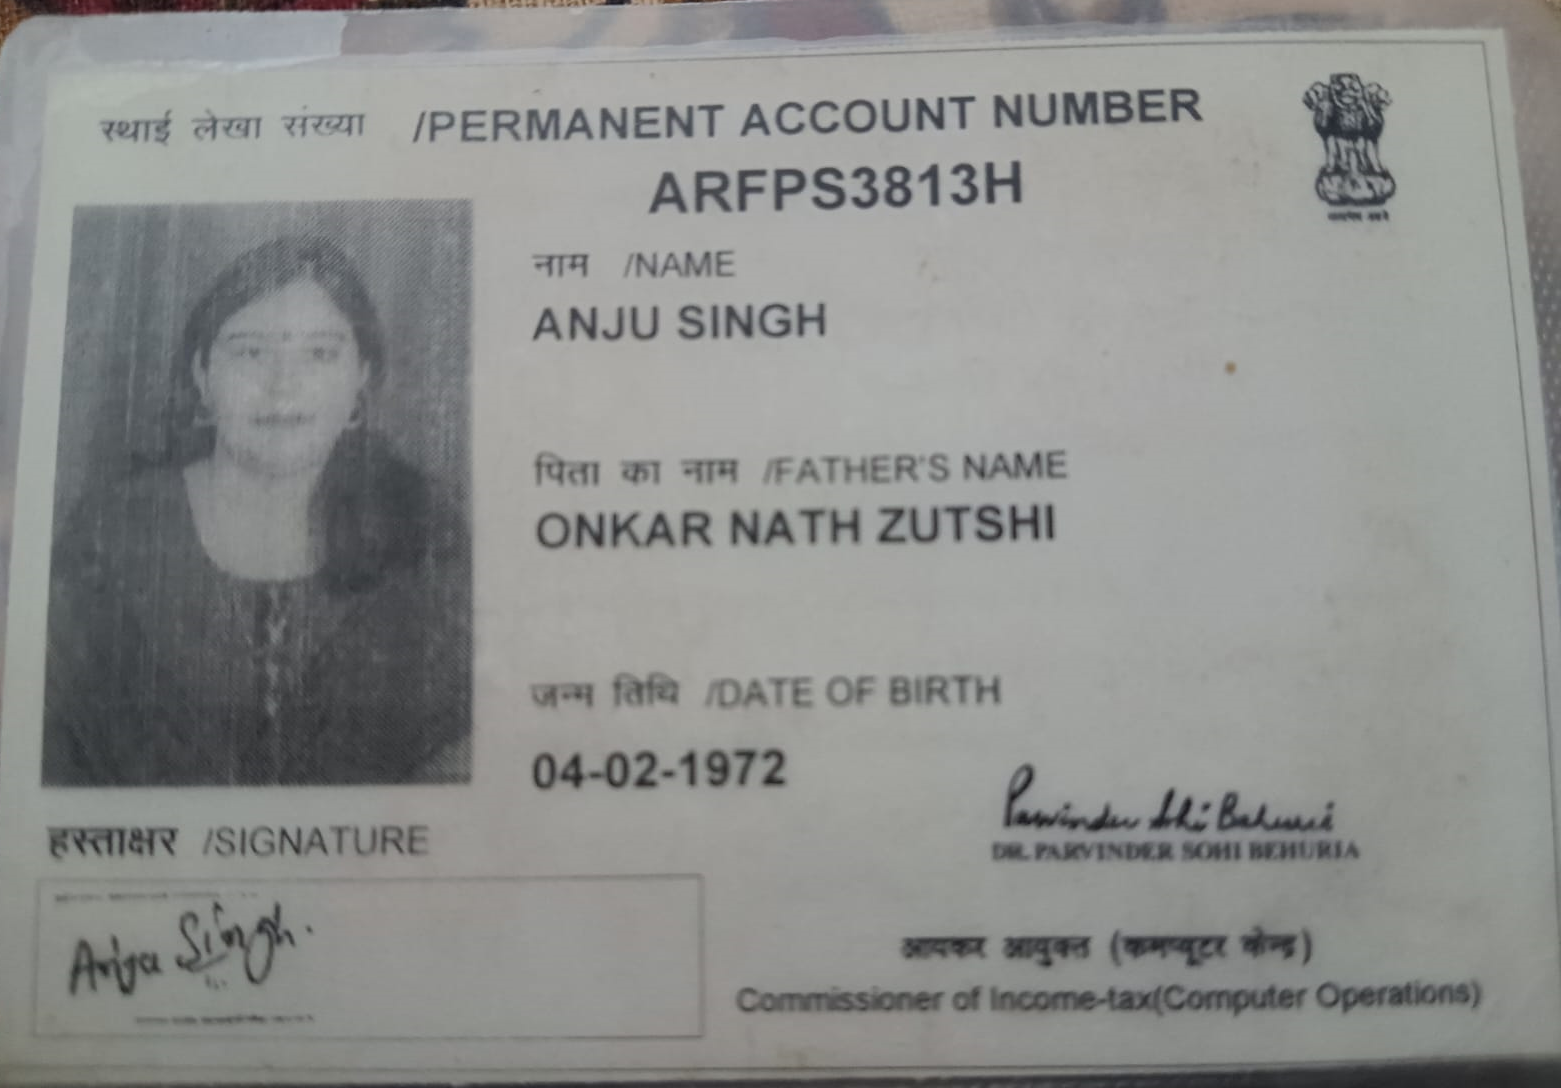 स्थाई लेखा संख्या /PERMANENT ACCOUNT NUMBER
ARFPS3813H
नाम /NAME
ANJU SINGH
पिता का नाम /FATHER'S NAME
ONKAR NATH ZUTSHI
जन्म तिथि /DATE OF BIRTH
04-02-1972
हस्ताक्षर /SIGNATURE
Anju Singh.
Parvinder Sohi Behuria
DR. PARVINDER SOHI BEHURIA
आयकर आयुक्त (कम्प्यूटर केन्द्र)
Commissioner of Income-tax(Computer Operations)